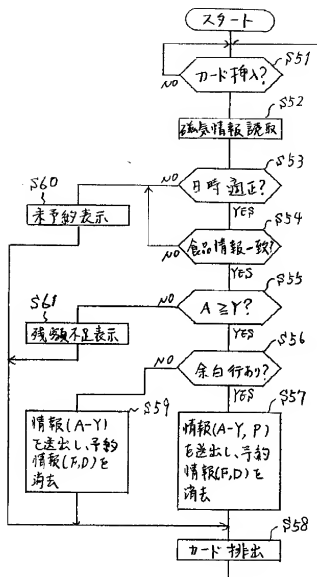 スタート
S51
カード挿入?
NO
S52
磁気情報読取
S53
日時適正?
NO
YES
S60
未予約表示
S54
食品情報一致?
NO
YES
S55
A≧Y?
NO
YES
S61
残額不足表示
S56
余白行あり?
NO
YES
S59
情報(A-Y)
を送出し、予約
情報(F,D)を
消去
S57
情報(A-Y, P)
を送出し、予約
情報(F,D)を
消去
S58
カード排出